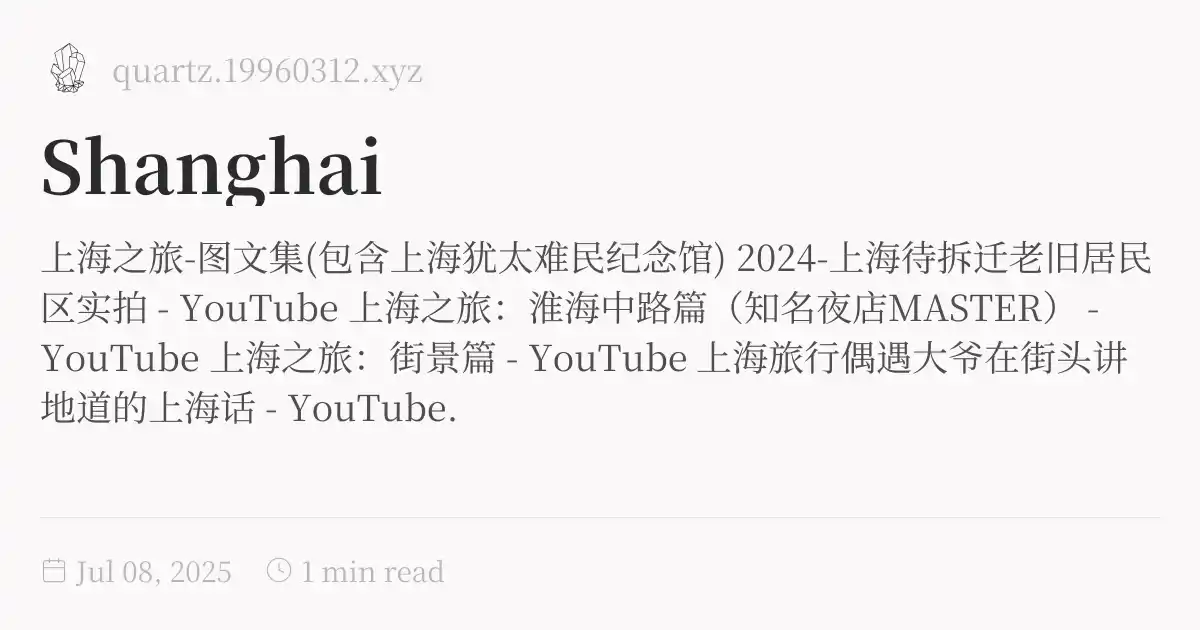 quartz.19960312.xyz
Shanghai
上海之旅-图文集(包含上海犹太难民纪念馆) 2024-上海待拆迁老旧居民
区实拍 - YouTube 上海之旅：淮海中路篇（知名夜店MASTER） -
YouTube 上海之旅：街景篇 - YouTube 上海旅行偶遇大爷在街头讲
地道的上海话 - YouTube.
Jul 08, 2025 1 min read